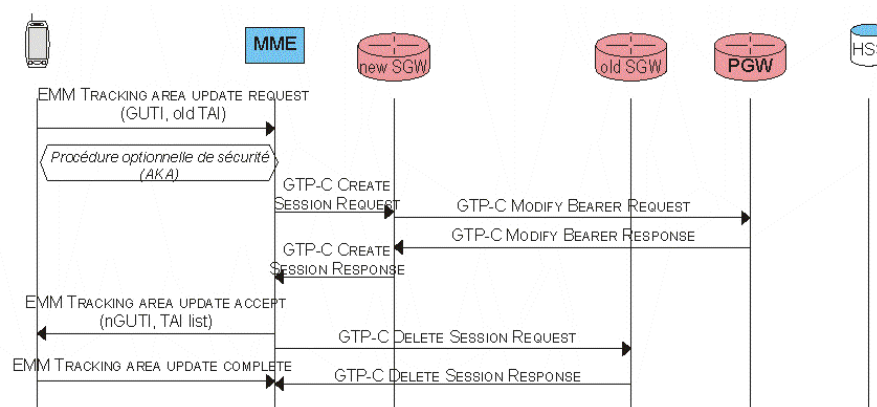 MME
new SGW
old SGW
PGW
HS
EMM TRACKING AREA UPDATE REQUEST
(GUTI, old TAI)
Procédure optionnelle de sécurité
(AKA)
GTP-C CREATE
SESSION REQUEST
GTP-C MODIFY BEARER REQUEST
GTP-C MODIFY BEARER RESPONSE
GTP-C CREATE
SESSION RESPONSE
EMM TRACKING AREA UPDATE ACCEPT
(nGUTI, TAI list)
GTP-C DELETE SESSION REQUEST
EMM TRACKING AREA UPDATE COMPLETE
GTP-C DELETE SESSION RESPONSE